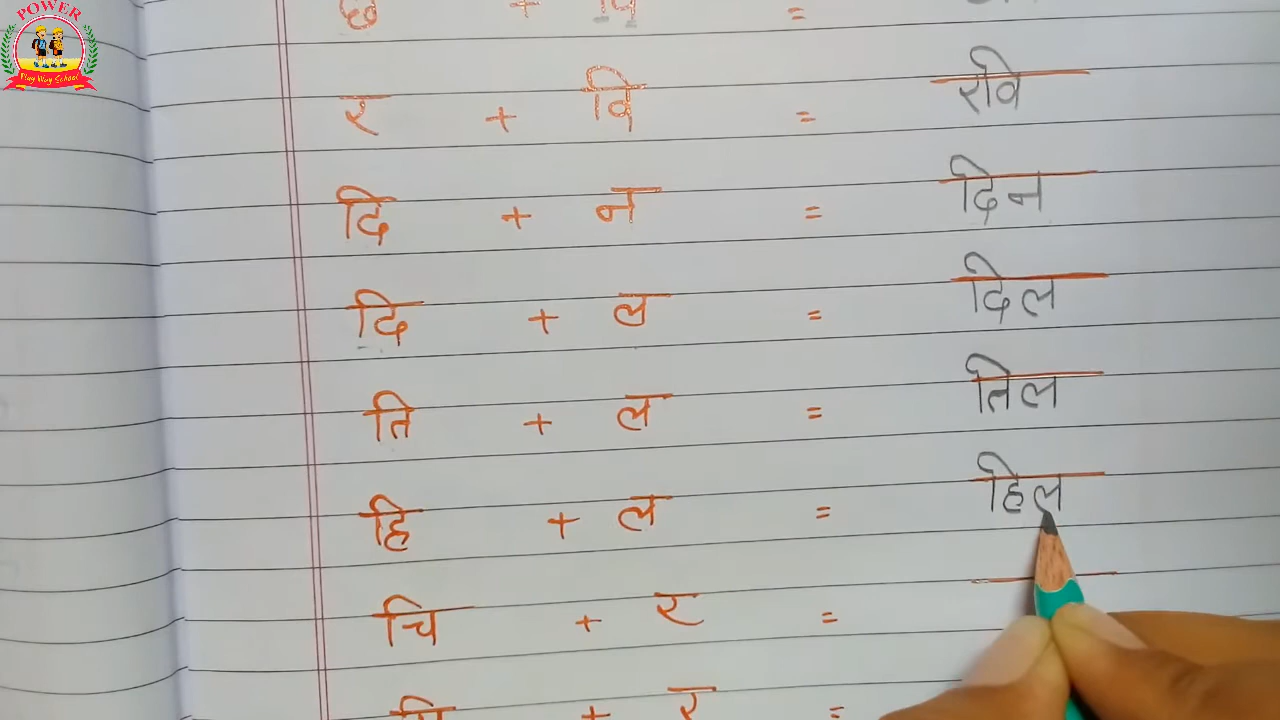 POWER
Play Way School
छ + वि =
र + वि = रवि
दि + न = दिन
दि + ल = दिल
ति + ल = तिल
हि + ल = हिल
चि + र =
+ र =